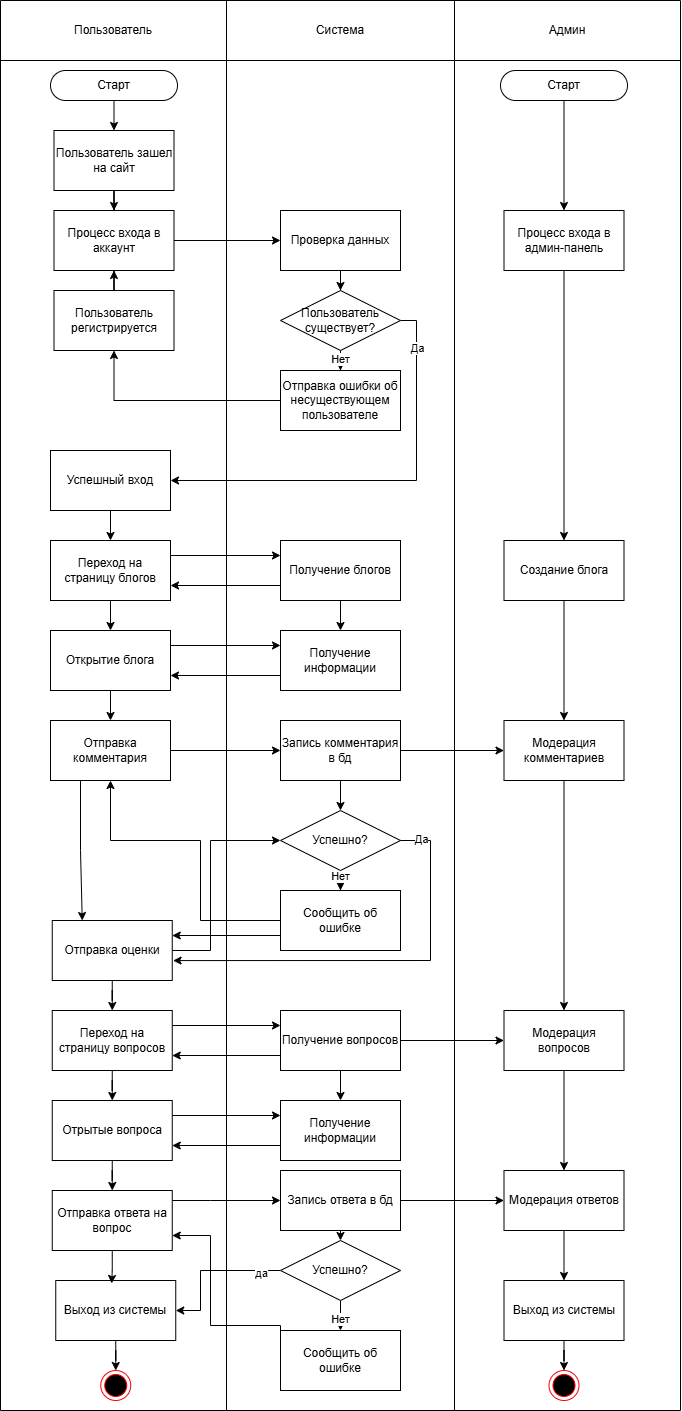 Пользователь
Система
Админ
Старт
Старт
Пользователь зашел
на сайт
Процесс входа в
аккаунт
Проверка данных
Процесс входа в
админ-панель
Пользователь
регистрируется
Пользователь
существует?
Да
Нет
Отправка ошибки об
несуществующем
пользователе
Успешный вход
Переход на
страницу блогов
Получение блогов
Создание блога
Открытие блога
Получение
информации
Отправка
комментария
Запись комментария
в бд
Модерация
комментариев
Успешно?
Да
Нет
Сообщить об
ошибке
Отправка оценки
Переход на
страницу вопросов
Получение вопросов
Модерация
вопросов
Отрытые вопроса
Получение
информации
Отправка ответа на
вопрос
Запись ответа в бд
Модерация ответов
Успешно?
да
Нет
Выход из системы
Выход из системы
Сообщить об
ошибке